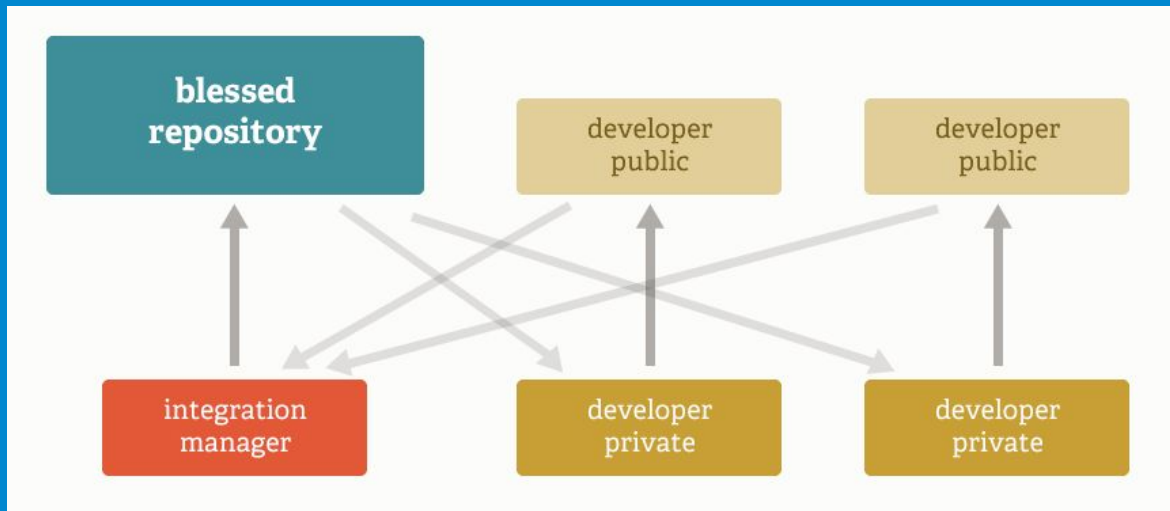 blessed
repository
developer
public
developer
public
integration
manager
developer
private
developer
private